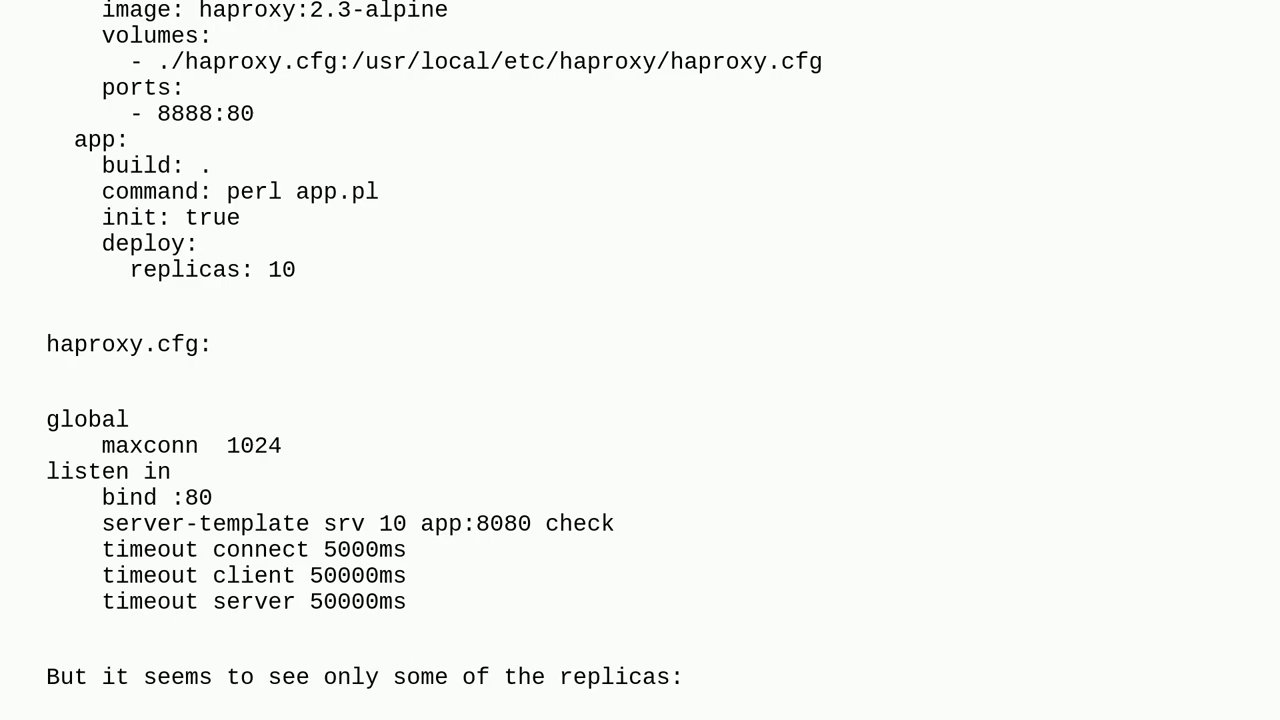 image: haproxy:2.3-alpine
    volumes:
      - ./haproxy.cfg:/usr/local/etc/haproxy/haproxy.cfg
    ports:
      - 8888:80
  app:
    build: .
    command: perl app.pl
    init: true
    deploy:
      replicas: 10
haproxy.cfg:
global
    maxconn  1024
listen in
    bind :80
    server-template srv 10 app:8080 check
    timeout connect 5000ms
    timeout client 50000ms
    timeout server 50000ms
But it seems to see only some of the replicas: